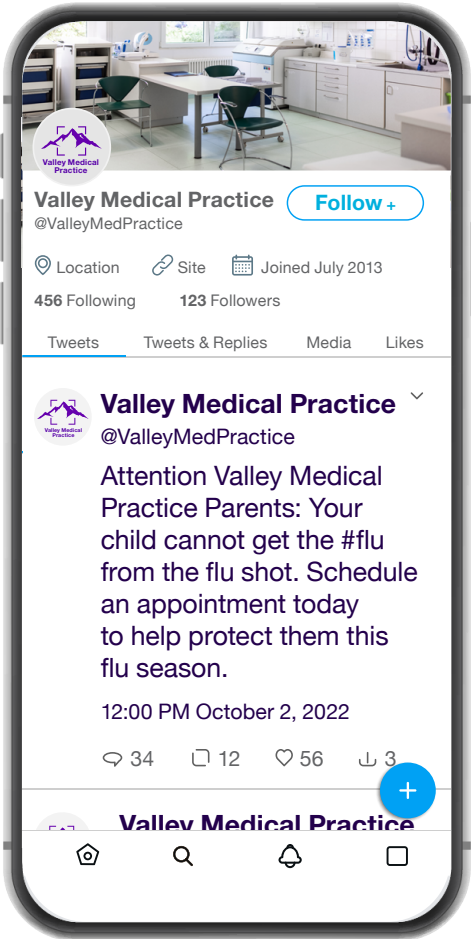 Valley Medical
Practice
Valley Medical Practice
Follow +
@ValleyMedPractice
Location
Site
Joined July 2013
456 Following
123 Followers
Tweets
Tweets & Replies
Media
Likes
Valley Medical
Practice
Valley Medical Practice
@ValleyMedPractice
Attention Valley Medical
Practice Parents: Your
child cannot get the #flu
from the flu shot. Schedule
an appointment today
to help protect them this
flu season.
12:00 PM October 2, 2022
34
12
56
3
+
Valley Medical Practice